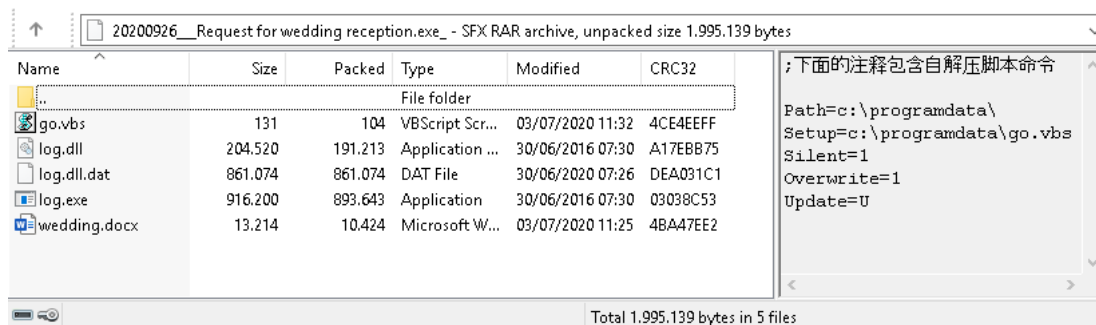 20200926___Request for wedding reception.exe_ - SFX RAR archive, unpacked size 1.995.139 bytes
Name Size Packed Type Modified CRC32
.. File folder
go.vbs 131 104 VBScript Scr... 03/07/2020 11:32 4CE4EEFF
log.dll 204.520 191.213 Application ... 30/06/2016 07:30 A17EBB75
log.dll.dat 861.074 861.074 DAT File 30/06/2020 07:26 DEA031C1
log.exe 916.200 893.643 Application 30/06/2016 07:30 03038C53
wedding.docx 13.214 10.424 Microsoft W... 03/07/2020 11:25 4BA47EE2
;下面的注释包含自解压脚本命令
Path=c:\programdata\
Setup=c:\programdata\go.vbs
Silent=1
Overwrite=1
Update=U
Total 1.995.139 bytes in 5 files